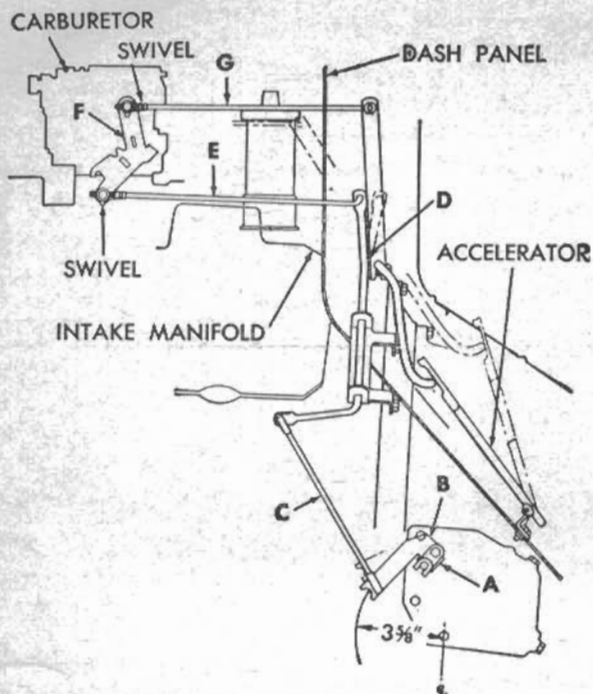 CARBURETOR
SWIVEL
G
DASH PANEL
F
E
D
ACCELERATOR
SWIVEL
INTAKE MANIFOLD
C
B
A
3⅝"